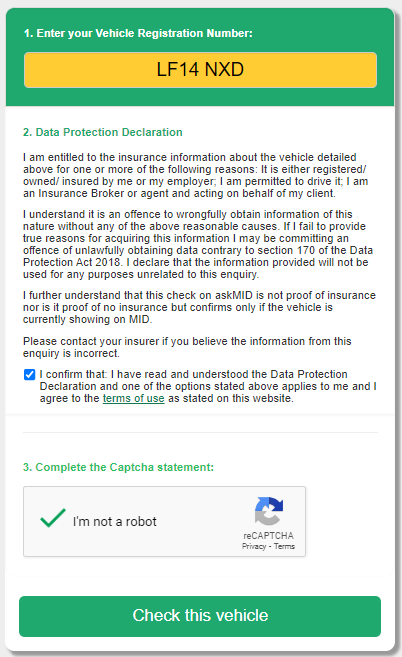 1. Enter your Vehicle Registration Number:
LF14 NXD
2. Data Protection Declaration
I am entitled to the insurance information about the vehicle detailed
above for one or more of the following reasons: It is either registered/
owned/ insured by me or my employer; I am permitted to drive it; I am
an Insurance Broker or agent and acting on behalf of my client.
I understand it is an offence to wrongfully obtain information of this
nature without any of the above reasonable causes. If I fail to provide
true reasons for acquiring this information I may be committing an
offence of unlawfully obtaining data contrary to section 170 of the Data
Protection Act 2018. I declare that the information provided will not be
used for any purposes unrelated to this enquiry.
I further understand that this check on askMID is not proof of insurance
nor is it proof of no insurance but confirms only if the vehicle is
currently showing on MID.
Please contact your insurer if you believe the information from this
enquiry is incorrect.
I confirm that: I have read and understood the Data Protection
Declaration and one of the options stated above applies to me and I
agree to the terms of use as stated on this website.
3. Complete the Captcha statement:
I'm not a robot
reCAPTCHA
Privacy - Terms
Check this vehicle